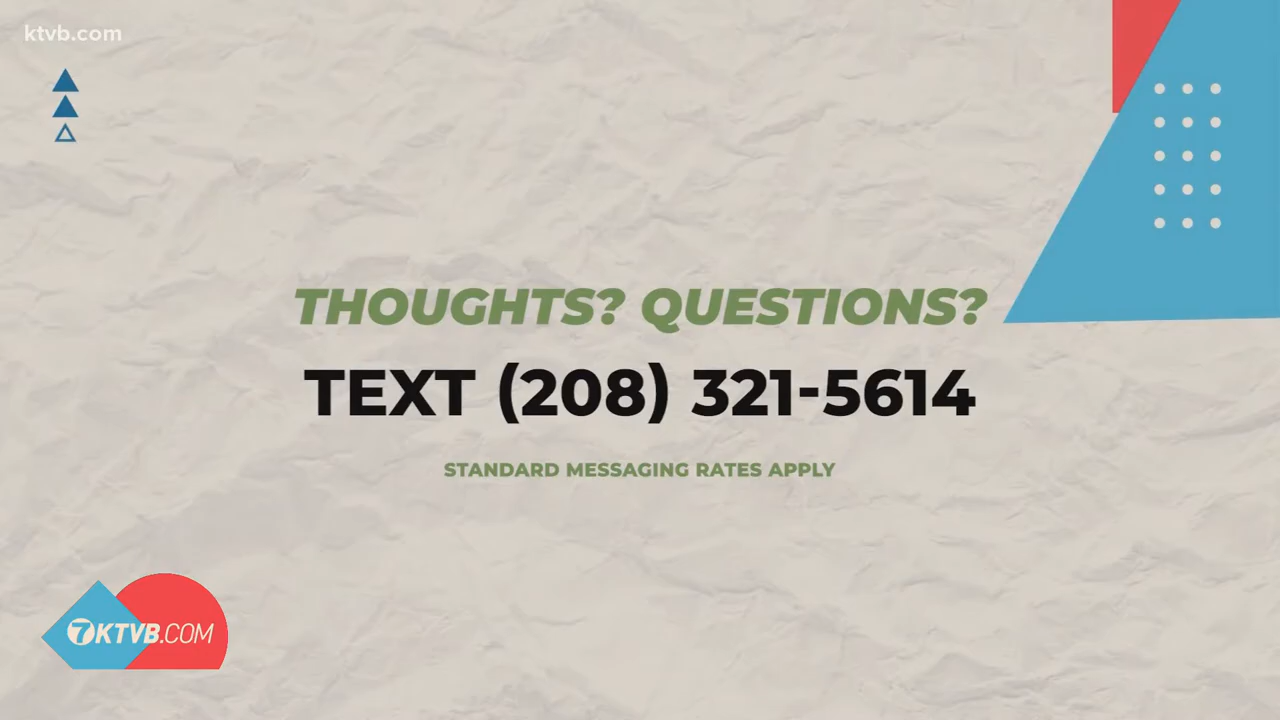 ktvb.com
THOUGHTS? QUESTIONS?
TEXT (208) 321-5614
STANDARD MESSAGING RATES APPLY
7KTVB.COM